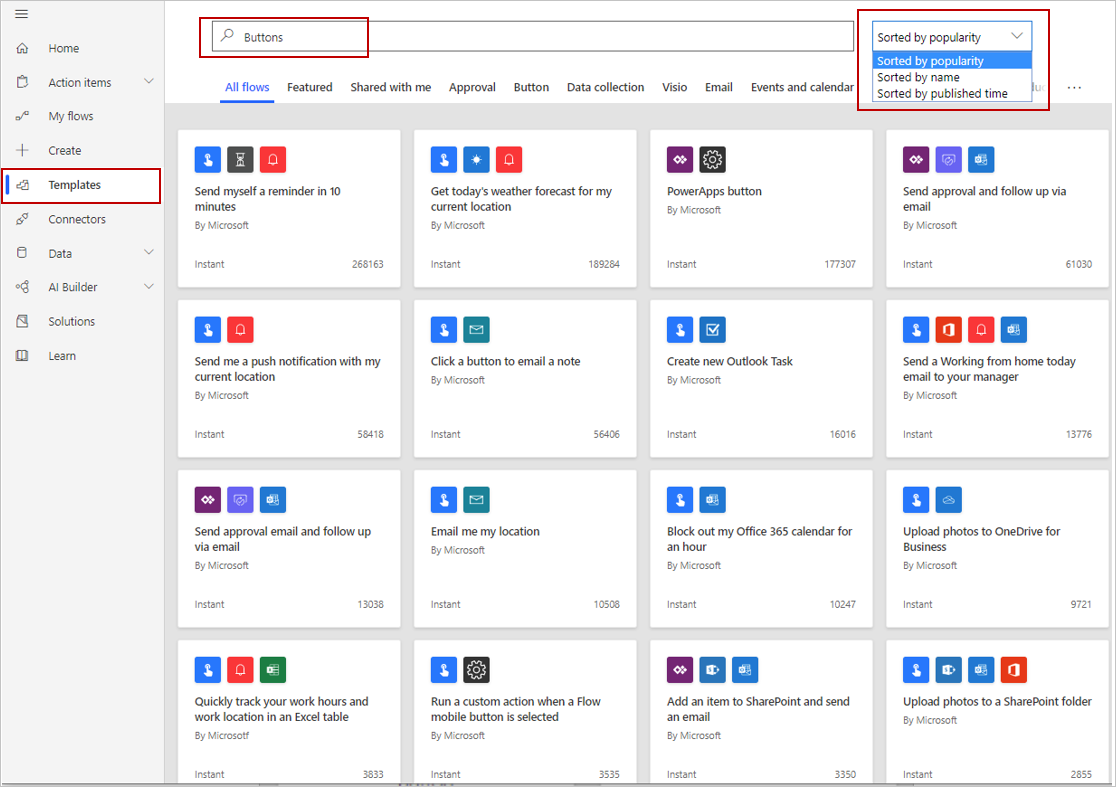 Buttons
Sorted by popularity
Sorted by popularity
Sorted by name
Sorted by published time
Home
Action items
My flows
Create
Templates
Connectors
Data
AI Builder
Solutions
Learn
All flows Featured Shared with me Approval Button Data collection Visio Email Events and calendar ...
Send myself a reminder in 10
minutes
By Microsoft
Instant 268163
Get today's weather forecast for my
current location
By Microsoft
Instant 189284
PowerApps button
By Microsoft
Instant 177307
Send approval and follow up via
email
By Microsoft
Instant 61030
Send me a push notification with my
current location
By Microsoft
Instant 58418
Click a button to email a note
By Microsoft
Instant 56406
Create new Outlook Task
By Microsoft
Instant 16016
Send a Working from home today
email to your manager
By Microsoft
Instant 13776
Send approval email and follow up
via email
By Microsoft
Instant 13038
Email me my location
By Microsoft
Instant 10508
Block out my Office 365 calendar for
an hour
By Microsoft
Instant 10247
Upload photos to OneDrive for
Business
By Microsoft
Instant 9721
Quickly track your work hours and
work location in an Excel table
By Microsotf
Instant 3833
Run a custom action when a Flow
mobile button is selected
By Microsoft
Instant 3535
Add an item to SharePoint and send
an email
By Microsoft
Instant 3350
Upload photos to a SharePoint folder
By Microsoft
Instant 2855